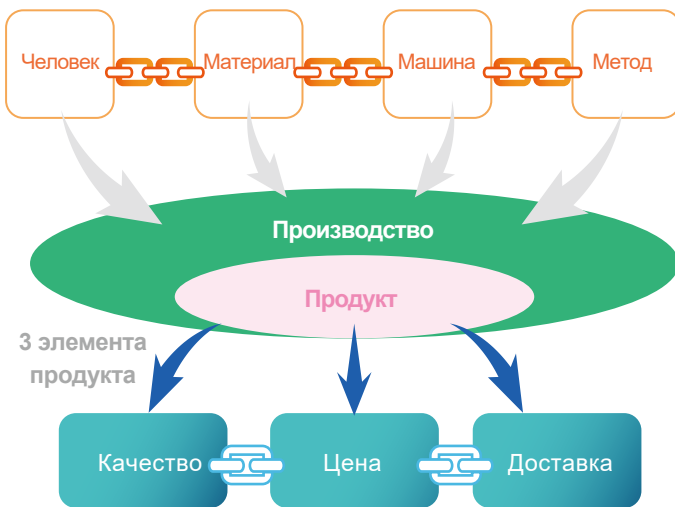 Человек
Материал
Машина
Метод
Производство
Продукт
3 элемента
продукта
Качество
Цена
Доставка